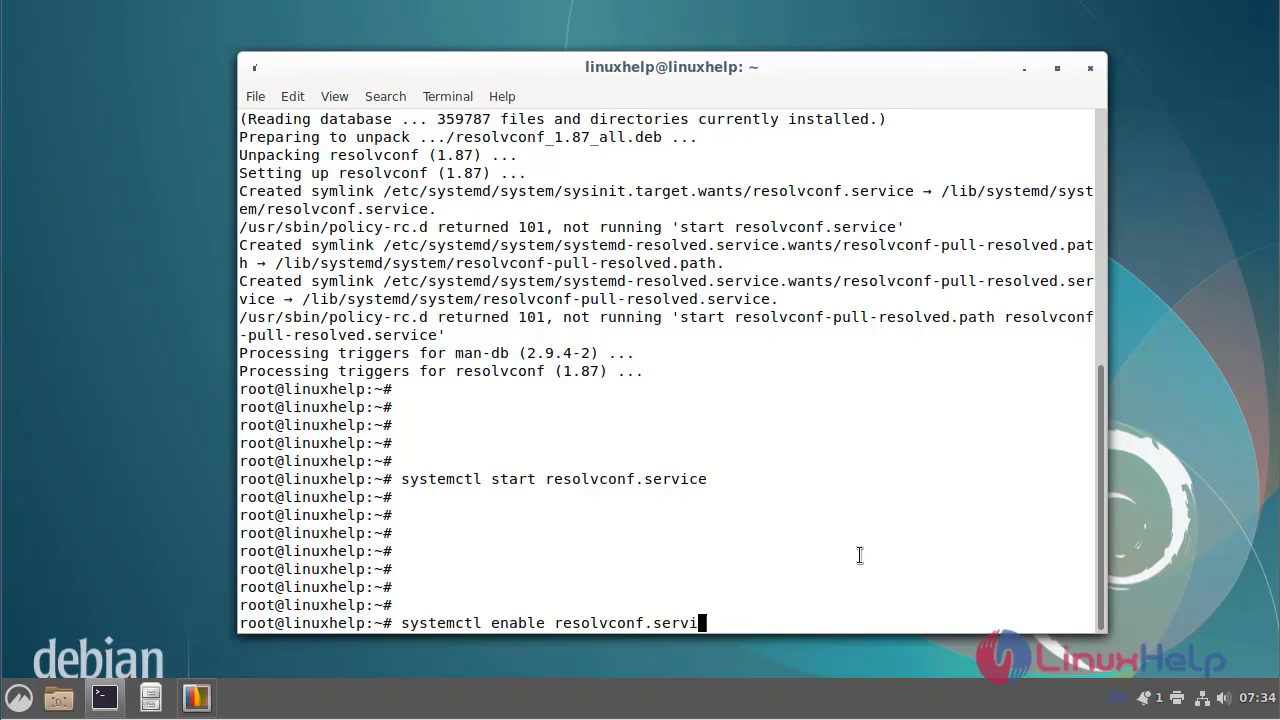 linuxhelp@linuxhelp: ~
File Edit View Search Terminal Help
(Reading database ... 359787 files and directories currently installed.)
Preparing to unpack .../resolvconf_1.87_all.deb ...
Unpacking resolvconf (1.87) ...
Setting up resolvconf (1.87) ...
Created symlink /etc/systemd/system/sysinit.target.wants/resolvconf.service → /lib/systemd/syst
em/resolvconf.service.
/usr/sbin/policy-rc.d returned 101, not running 'start resolvconf.service'
Created symlink /etc/systemd/system/systemd-resolved.service.wants/resolvconf-pull-resolved.pat
h → /lib/systemd/system/resolvconf-pull-resolved.path.
Created symlink /etc/systemd/system/systemd-resolved.service.wants/resolvconf-pull-resolved.ser
vice → /lib/systemd/system/resolvconf-pull-resolved.service.
/usr/sbin/policy-rc.d returned 101, not running 'start resolvconf-pull-resolved.path resolvconf
-pull-resolved.service'
Processing triggers for man-db (2.9.4-2) ...
Processing triggers for resolvconf (1.87) ...
root@linuxhelp:~#
root@linuxhelp:~#
root@linuxhelp:~#
root@linuxhelp:~#
root@linuxhelp:~#
root@linuxhelp:~# systemctl start resolvconf.service
root@linuxhelp:~#
root@linuxhelp:~#
root@linuxhelp:~#
root@linuxhelp:~#
root@linuxhelp:~#
root@linuxhelp:~#
root@linuxhelp:~#
root@linuxhelp:~# systemctl enable resolvconf.servi
debian
LinuxHelp
1 07:34